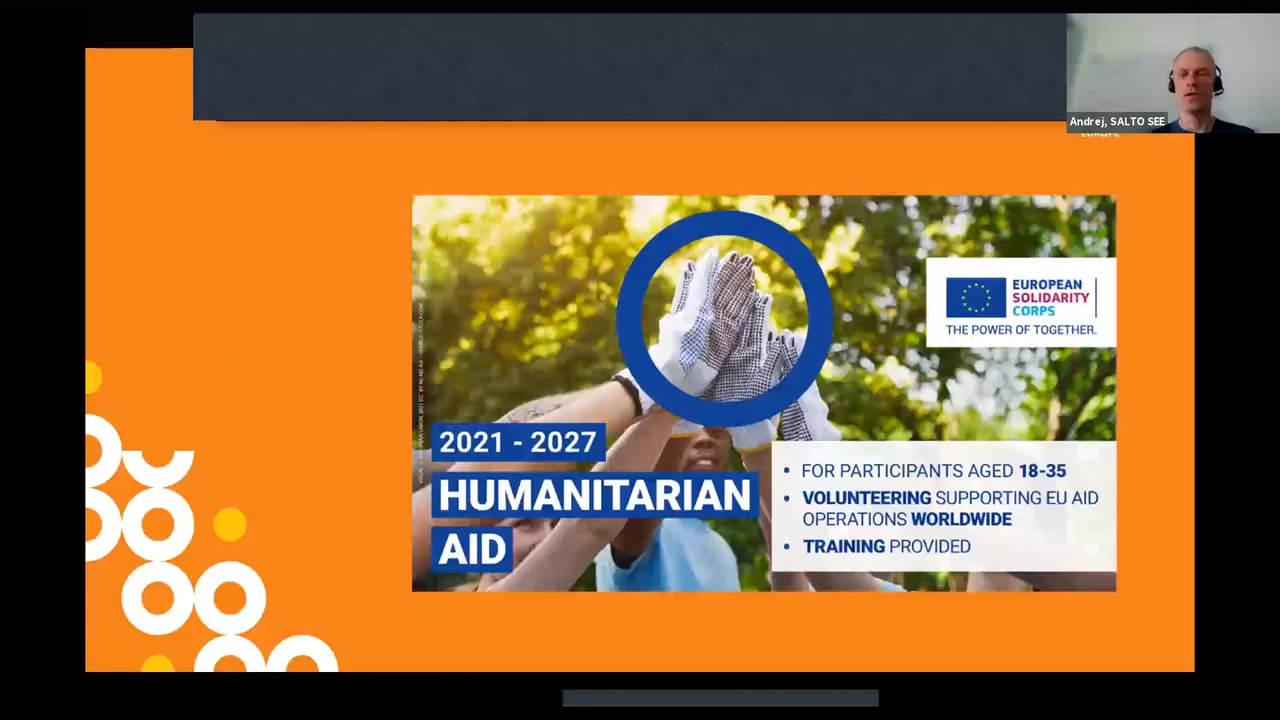 Andrej, SALTO SEE
EUROPE
EUROPEAN
SOLIDARITY
CORPS
THE POWER OF TOGETHER.
2021 - 2027
HUMANITARIAN
AID
• FOR PARTICIPANTS AGED 18-35
• VOLUNTEERING SUPPORTING EU AID
OPERATIONS WORLDWIDE
• TRAINING PROVIDED